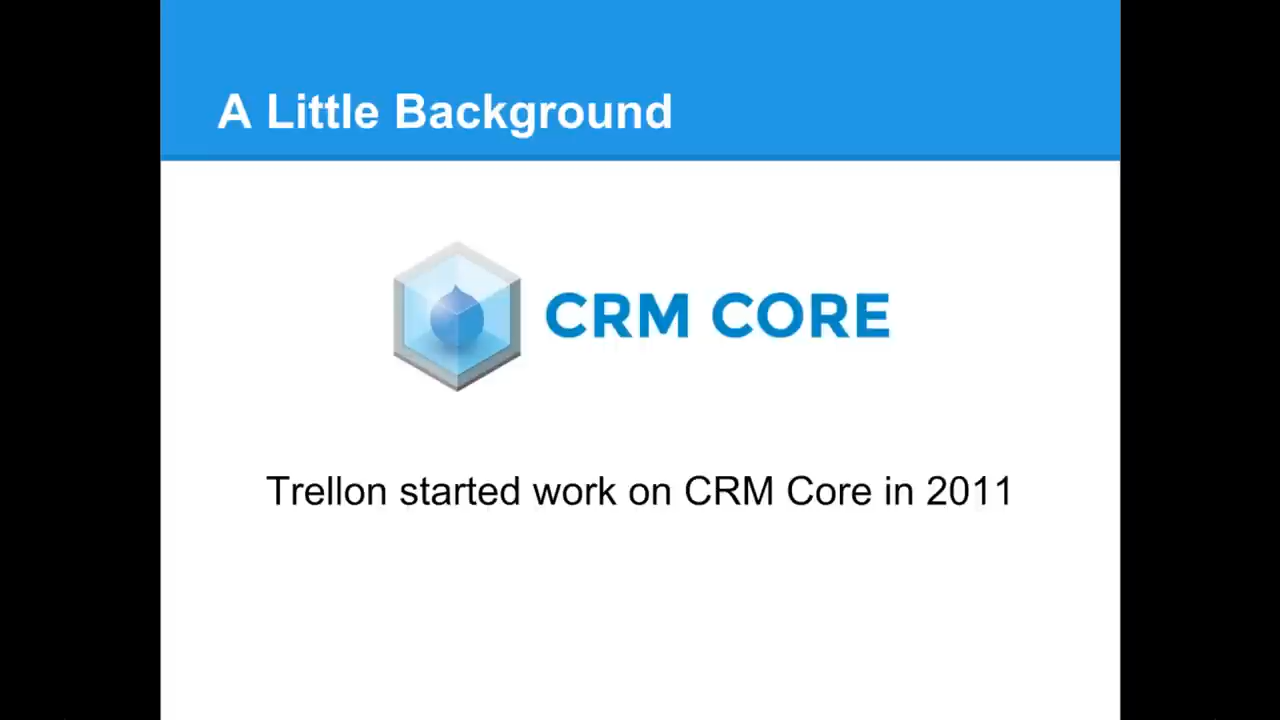 A Little Background
CRM CORE
Trellon started work on CRM Core in 2011